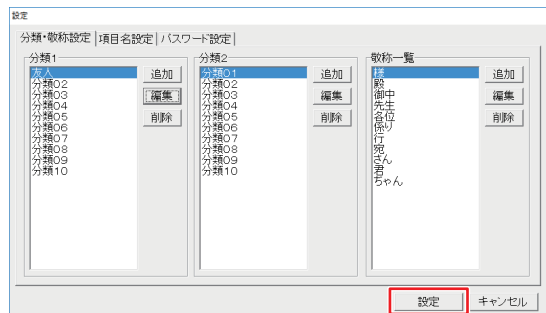 設定
分類・敬称設定 項目名設定 パスワード設定
分類1
友人
分類02
分類03
分類04
分類05
分類06
分類07
分類08
分類09
分類10
追加
編集
削除
分類2
分類01
分類02
分類03
分類04
分類05
分類06
分類07
分類08
分類09
分類10
追加
編集
削除
敬称一覧
様
殿
御中
先生
各位
係り
行
宛
さん
君
ちゃん
追加
編集
削除
設定 キャンセル